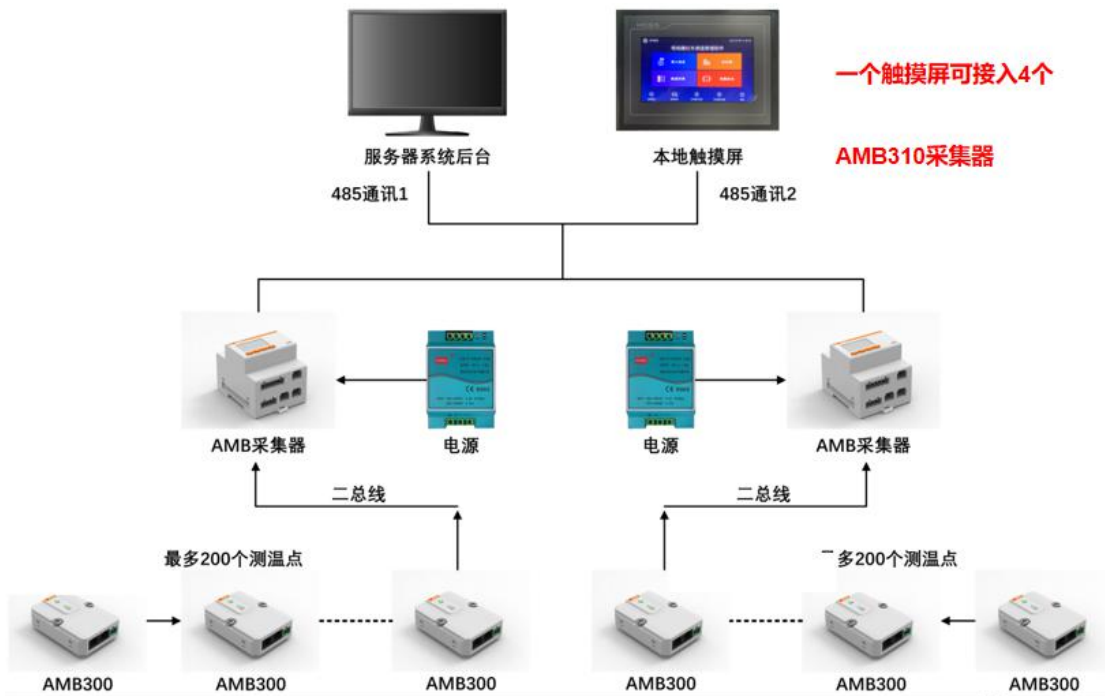 一个触摸屏可接入4个
服务器系统后台
本地触摸屏
AMB310采集器
485通讯1
485通讯2
AMB采集器
电源
电源
AMB采集器
二总线
二总线
最多200个测温点
多200个测温点
AMB300
AMB300
AMB300
AMB300
AMB300
AMB300